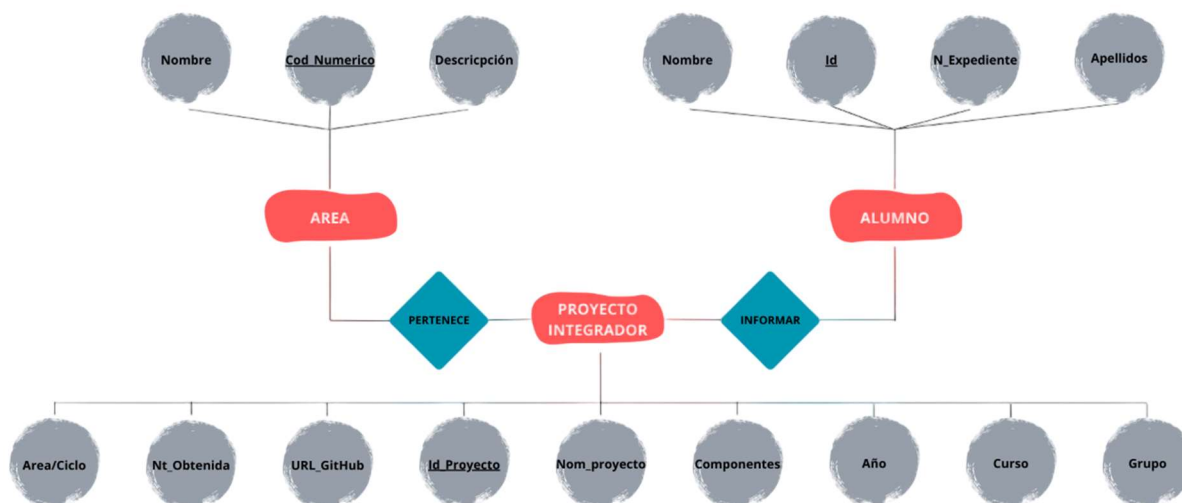 Nombre
Cod_Numerico
Descricpción
Nombre
Id
N_Expediente
Apellidos
AREA
ALUMNO
PERTENECE
PROYECTO
INTEGRADOR
INFORMAR
Area/Ciclo
Nt_Obtenida
URL_GitHub
Id_Proyecto
Nom_proyecto
Componentes
Año
Curso
Grupo